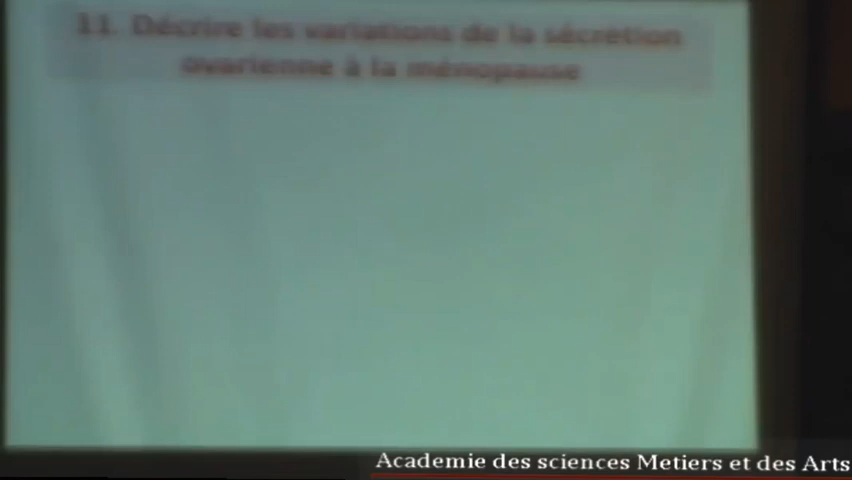 11. Décrire les variations de la sécrétion
ovarienne à la ménopause
Academie des sciences Metiers et des Arts